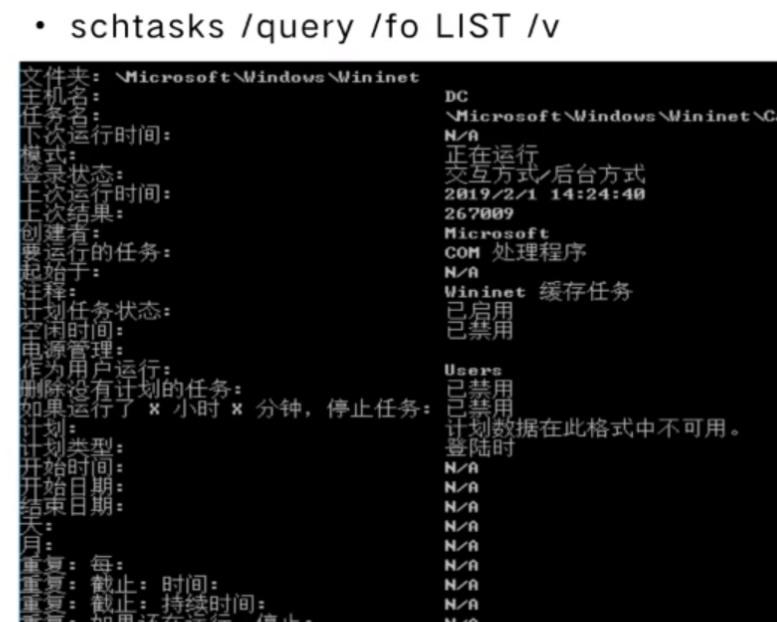 • schtasks /query /fo LIST /v
文件夹: \Microsoft\Windows\Wininet
主机名: DC
任务名: \Microsoft\Windows\Wininet\C
下次运行时间: N/A
模式: 正在运行
登录状态: 交互方式/后台方式
上次运行时间: 2019/2/1 14:24:40
上次结果: 267009
创建者: Microsoft
要运行的任务: COM 处理程序
起始于: N/A
注释: Wininet 缓存任务
计划任务状态: 已启用
空闲时间: 已禁用
电源管理:
作为用户运行: Users
删除没有计划的任务: 已禁用
如果运行了 X 小时 X 分钟，停止任务: 已禁用
计划: 计划数据在此格式中不可用。
计划类型: 登陆时
开始时间: N/A
开始日期: N/A
结束日期: N/A
天: N/A
月: N/A
重复: 每: N/A
重复: 截止: 时间: N/A
重复: 截止: 持续时间: N/A
重复: 如果还在运行，停止: N/A